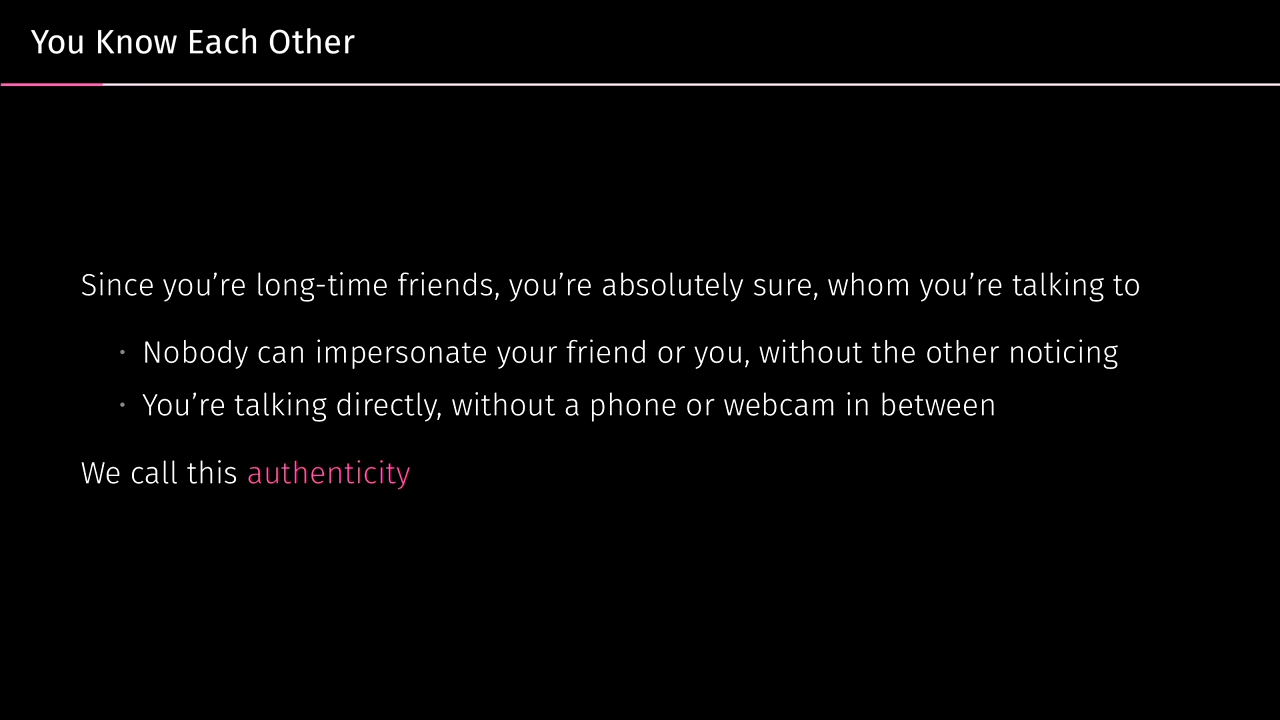 You Know Each Other
Since you’re long-time friends, you’re absolutely sure, whom you’re talking to
• Nobody can impersonate your friend or you, without the other noticing
• You’re talking directly, without a phone or webcam in between
We call this authenticity